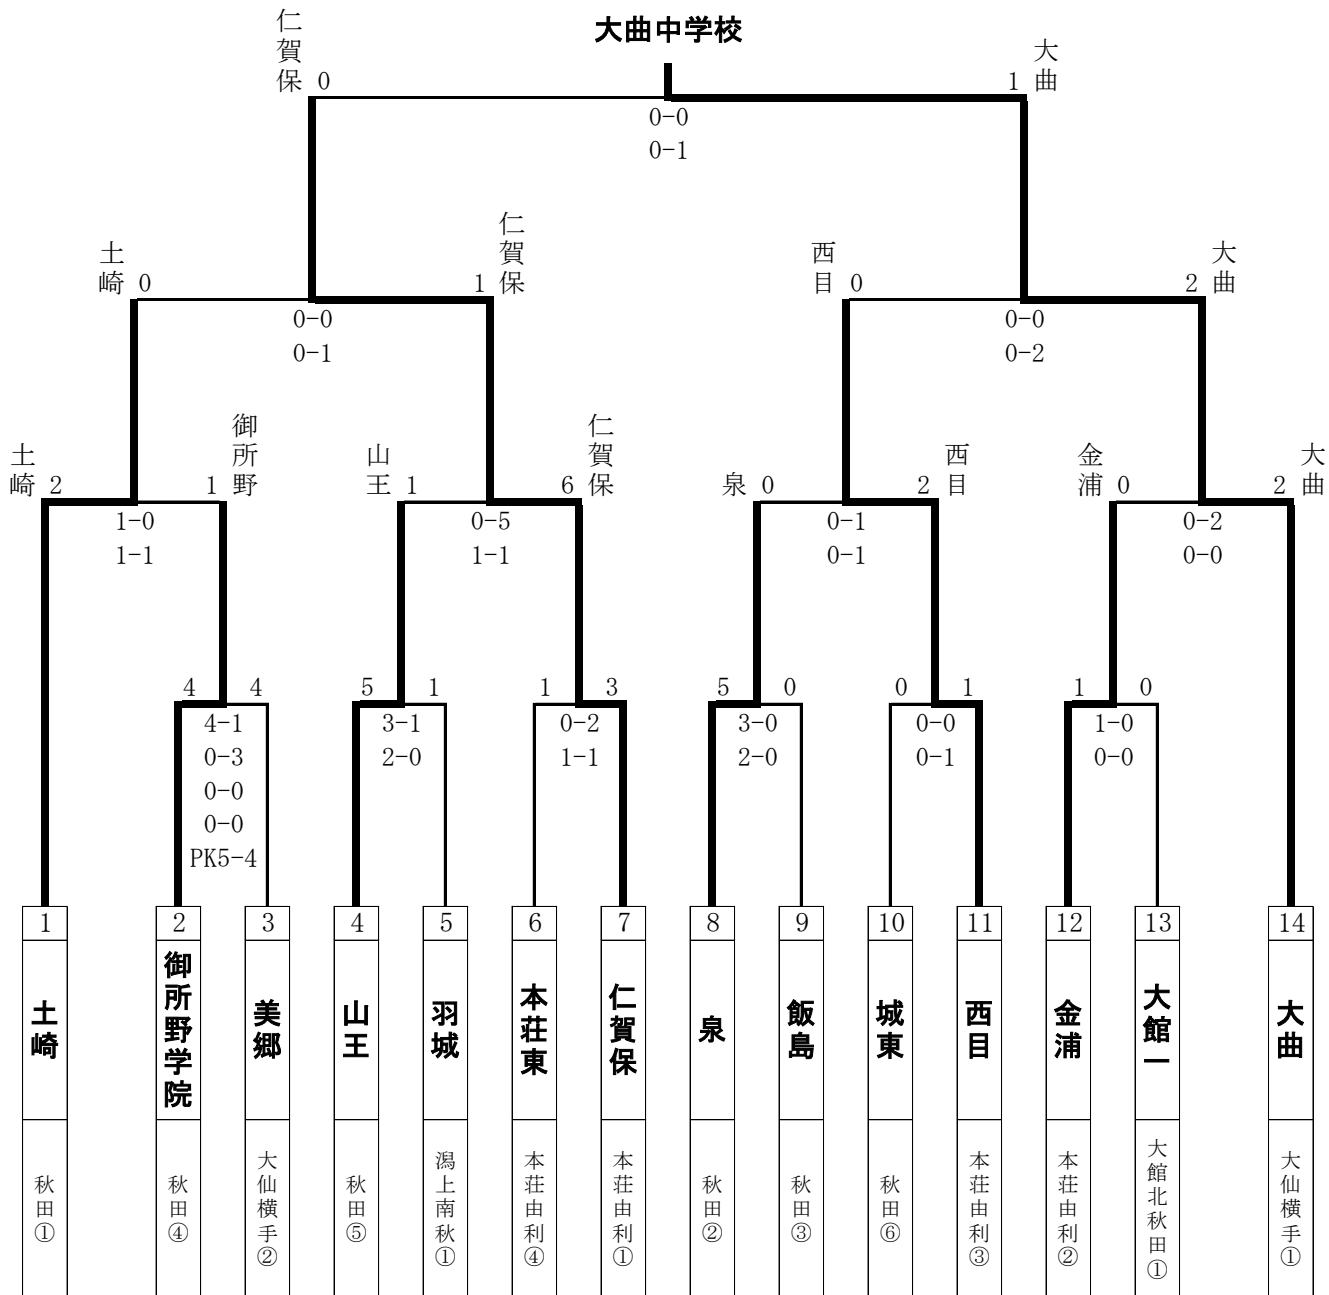 大曲中学校
仁賀保 0
1 大曲
0-0
0-1
土崎 0
1 仁賀保
西目 0
2 大曲
0-0
0-1
0-0
0-2
土崎 2
1 御所野
山王 1
6 仁賀保
泉 0
2 西目
金浦 0
2 大曲
1-0
1-1
0-5
1-1
0-1
0-1
0-2
0-0
4 4
5 1
1 3
5 0
0 1
1 0
4-1
0-3
0-0
0-0
PK5-4
3-1
2-0
0-2
1-1
3-0
2-0
0-0
0-1
1-0
0-0
1 2 3 4 5 6 7 8 9 10 11 12 13 14
土崎
御所野学院
美郷
山王
羽城
本荘東
仁賀保
泉
飯島
城東
西目
金浦
大館一
大曲
秋田①
秋田④
大仙横手②
秋田⑤
潟上南秋①
本荘由利④
本荘由利①
秋田②
秋田③
秋田⑥
本荘由利③
本荘由利②
大館北秋田①
大仙横手①